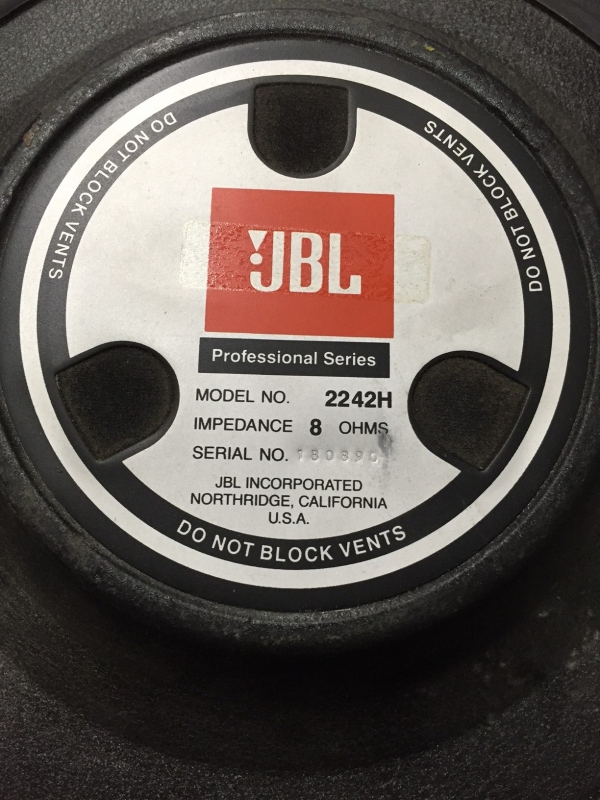 DO NOT BLOCK VENTS
DO NOT BLOCK VENTS
JBL
Professional Series
MODEL NO. 2242H
IMPEDANCE 8 OHMS
SERIAL NO.
JBL INCORPORATED
NORTHRIDGE, CALIFORNIA
U.S.A.
DO NOT BLOCK VENTS